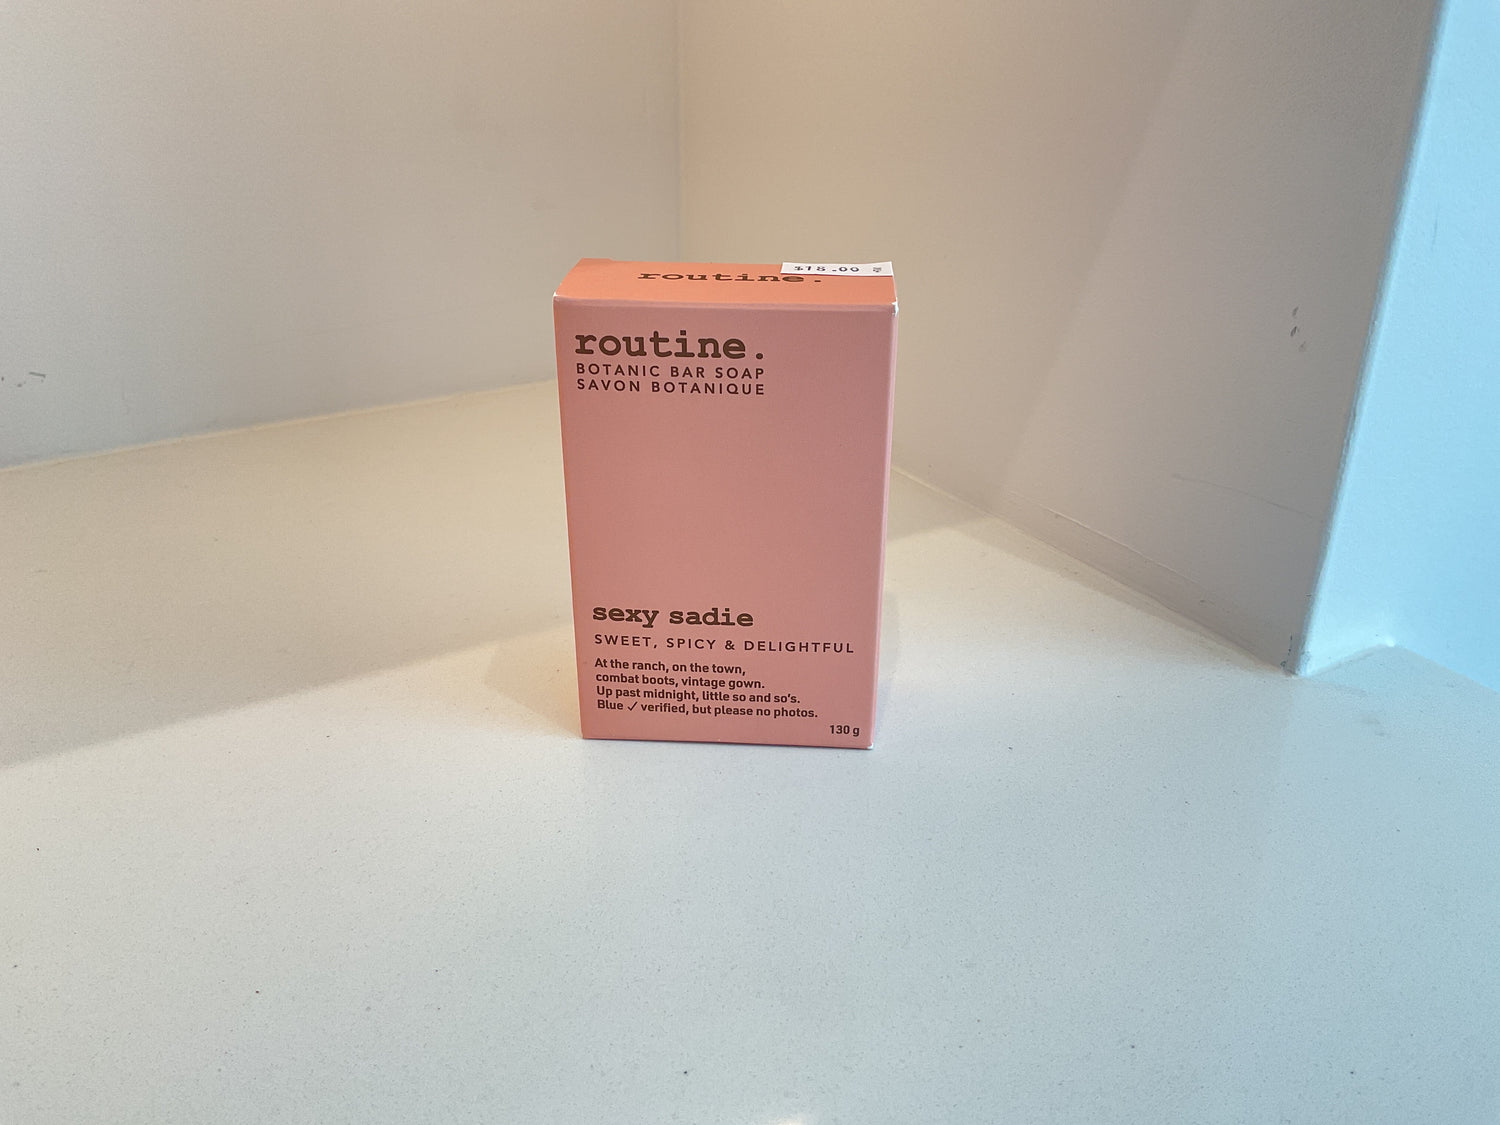 routine.
$18.00
routine.
BOTANIC BAR SOAP
SAVON BOTANIQUE
sexy sadie
SWEET, SPICY & DELIGHTFUL
At the ranch, on the town,
combat boots, vintage gown.
Up past midnight, little so and so's.
Blue ✓ verified, but please no photos.
130 g